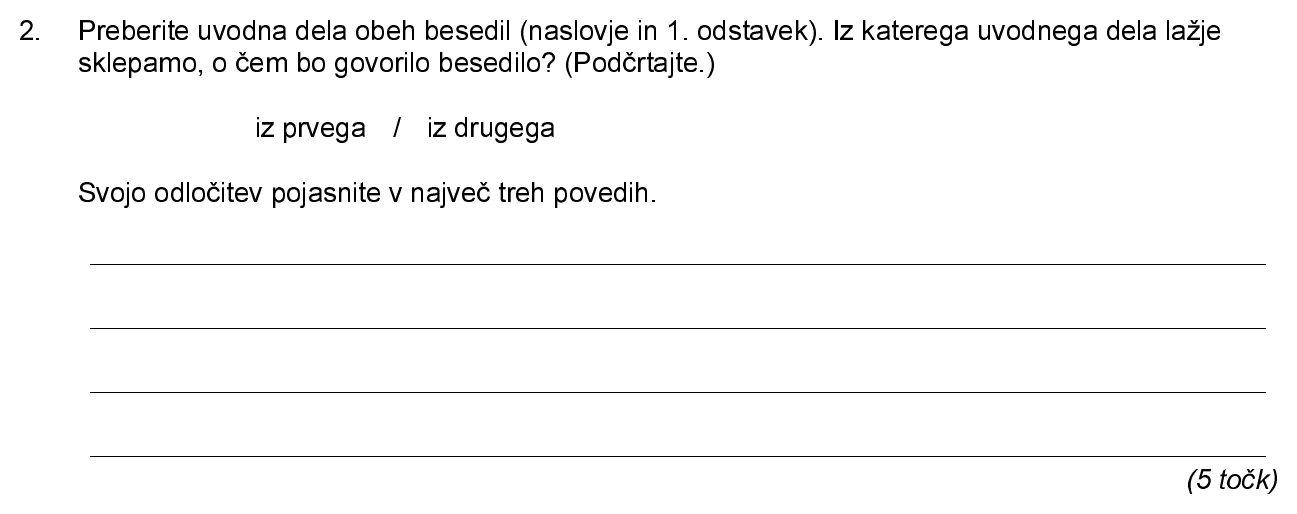 2. Preberite uvodna dela obeh besedil (naslovje in 1. odstavek). Iz katerega uvodnega dela lažje
sklepamo, o čem bo govorilo besedilo? (Podčrtajte.)
iz prvega / iz drugega
Svojo odločitev pojasnite v največ treh povedih.
(5 točk)